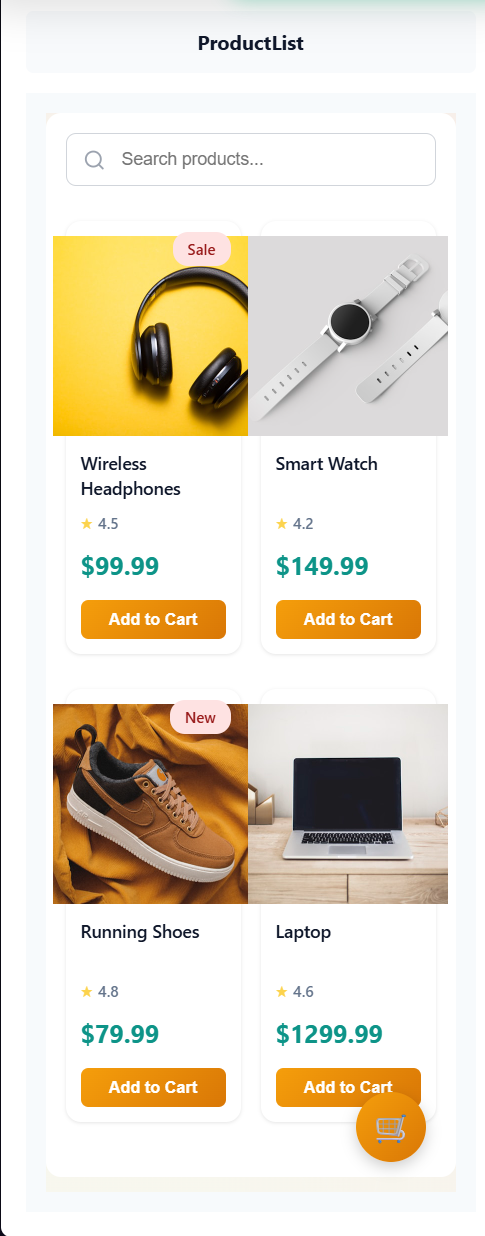 ProductList
Search products...
Sale
Wireless
Headphones
★ 4.5
$99.99
Add to Cart
Smart Watch
★ 4.2
$149.99
Add to Cart
New
Running Shoes
★ 4.8
$79.99
Add to Cart
Laptop
★ 4.6
$1299.99
Add to Cart